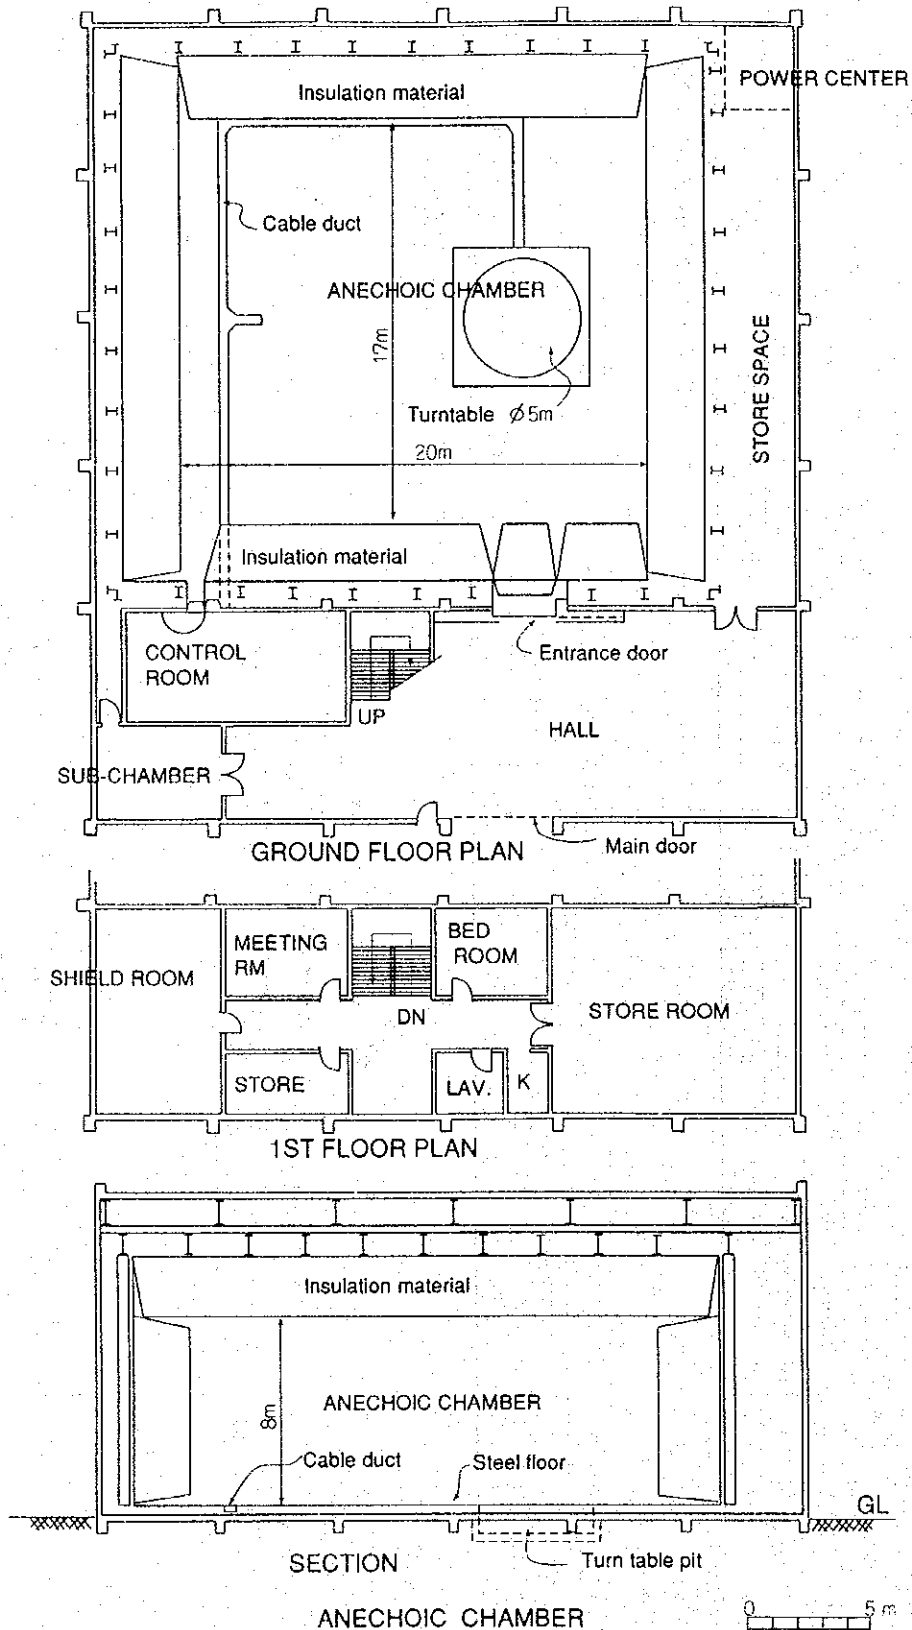 POWER CENTER
Insulation material
Cable duct
ANECHOIC CHAMBER
17m
STORE SPACE
Turntable ϕ5m
20m
Insulation material
CONTROL
ROOM
Entrance door
UP
HALL
SUB-CHAMBER
GROUND FLOOR PLAN
Main door
MEETING
RM
BED
ROOM
SHIELD ROOM
DN
STORE ROOM
STORE
LAV.
K
1ST FLOOR PLAN
Insulation material
ANECHOIC CHAMBER
8m
Cable duct
Steel floor
GL
SECTION
Turn table pit
ANECHOIC CHAMBER
0 5 m